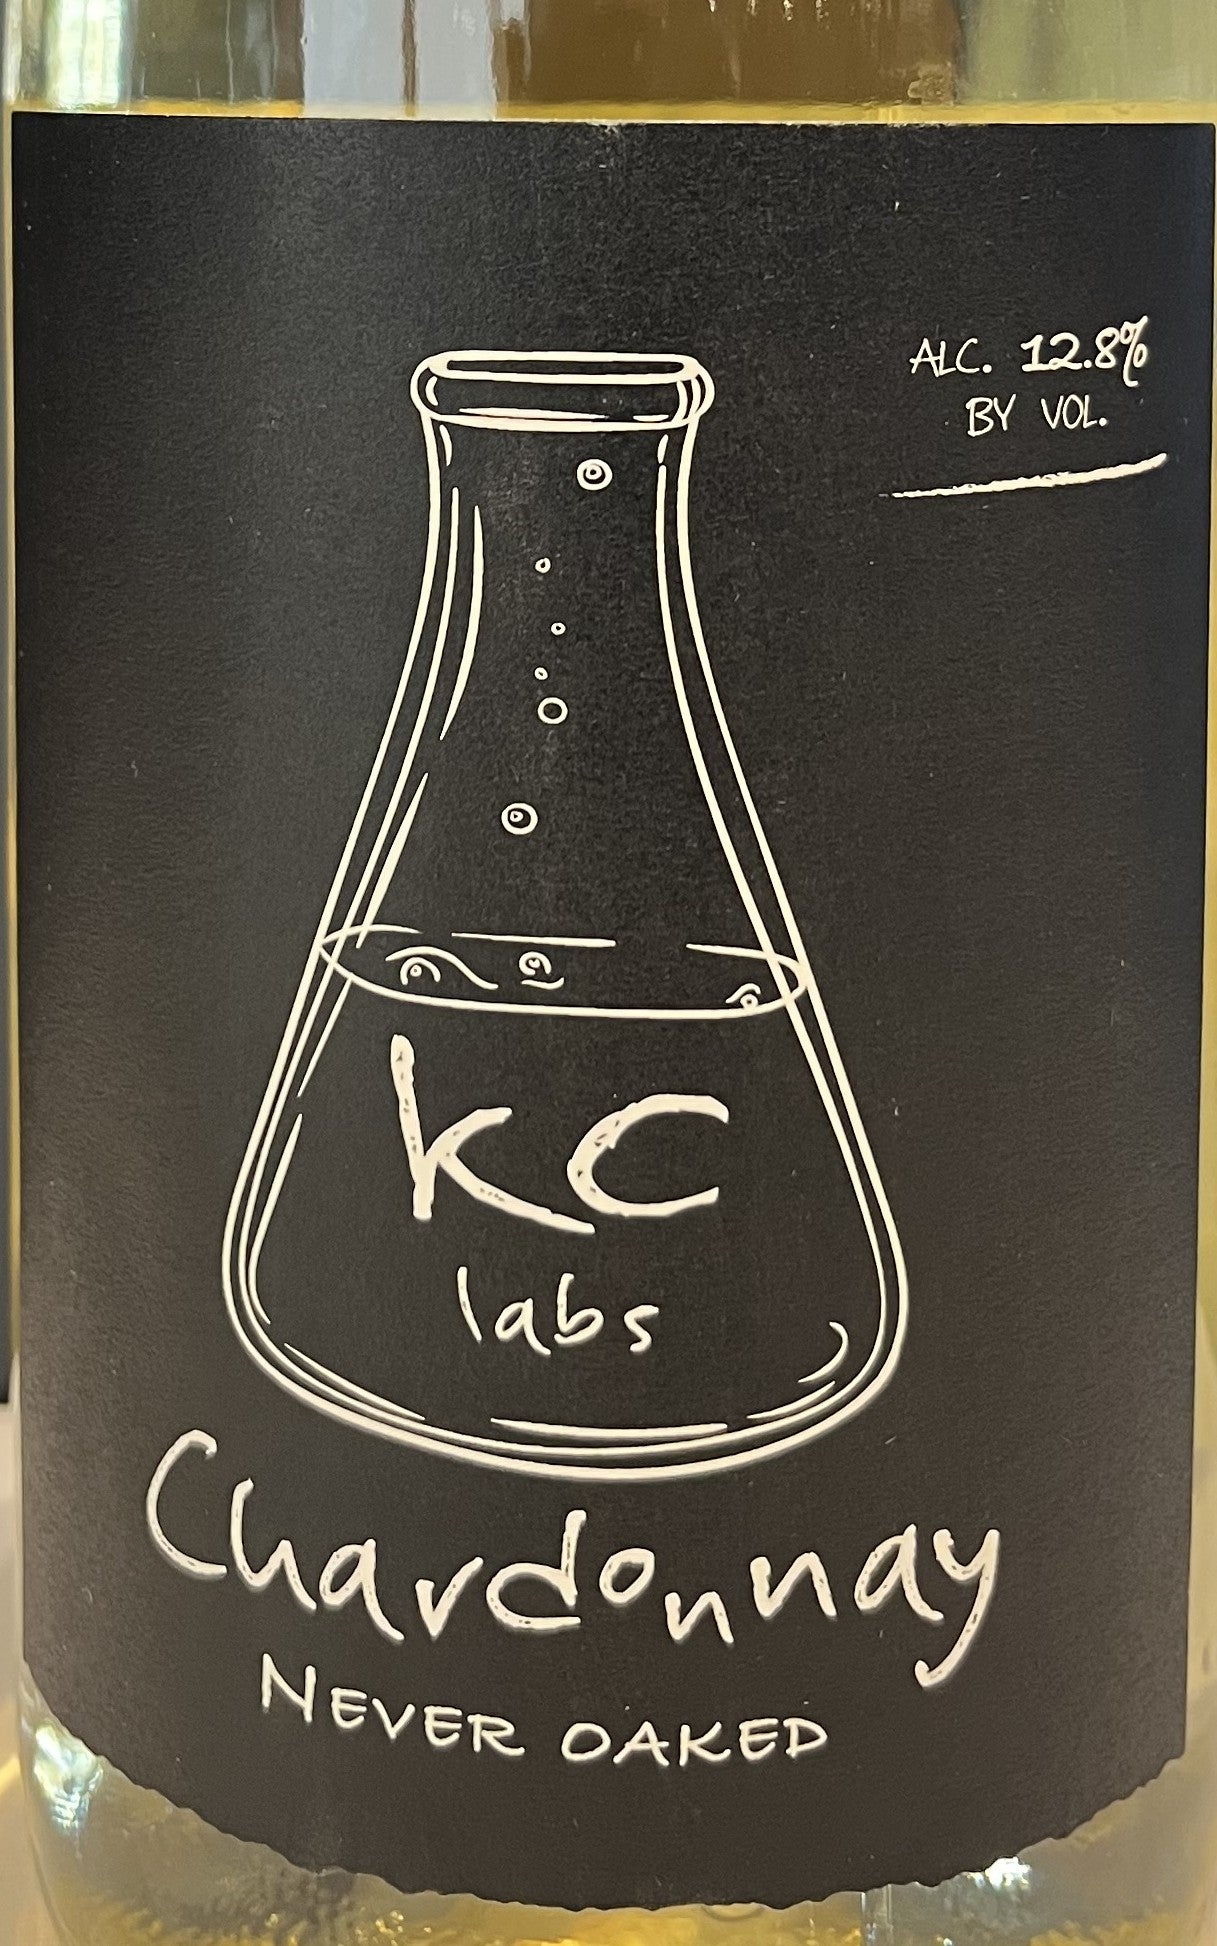 ALC. 12.8%
BY VOL.
KC
labs
Chardonnay
NEVER OAKED